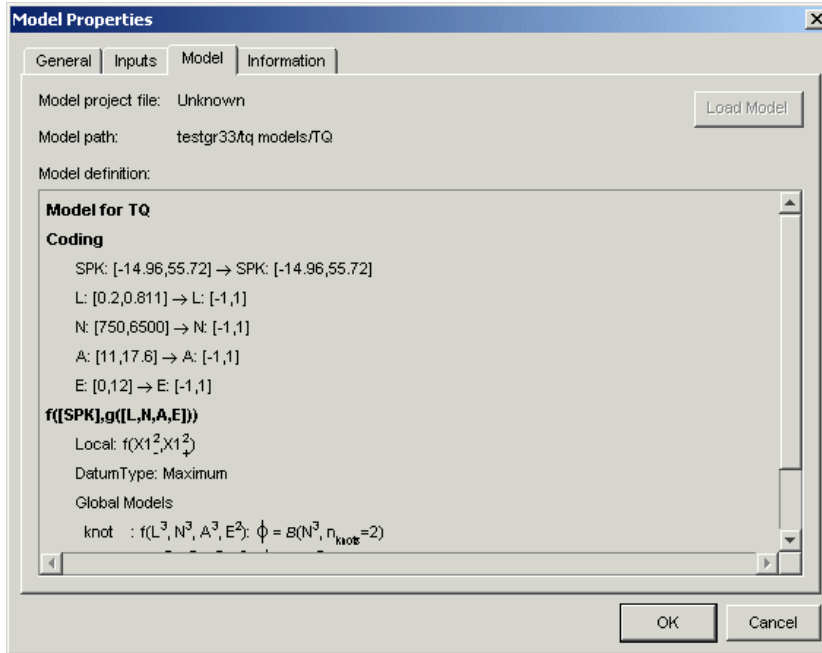 Model Properties
General Inputs Model Information
Model project file: Unknown
Load Model
Model path: testgr33/tq models/TQ
Model definition:
Model for TQ
Coding
SPK: [-14.96,55.72] → SPK: [-14.96,55.72]
L: [0.2,0.811] → L: [-1,1]
N: [750,6500] → N: [-1,1]
A: [11,17.6] → A: [-1,1]
E: [0,12] → E: [-1,1]
f([SPK],g([L,N,A,E]))
Local: f(X1²₋,X1²₊)
DatumType: Maximum
Global Models
knot : f(L³, N³, A³, E²): ϕ = B(N³, n_knots=2)
OK Cancel